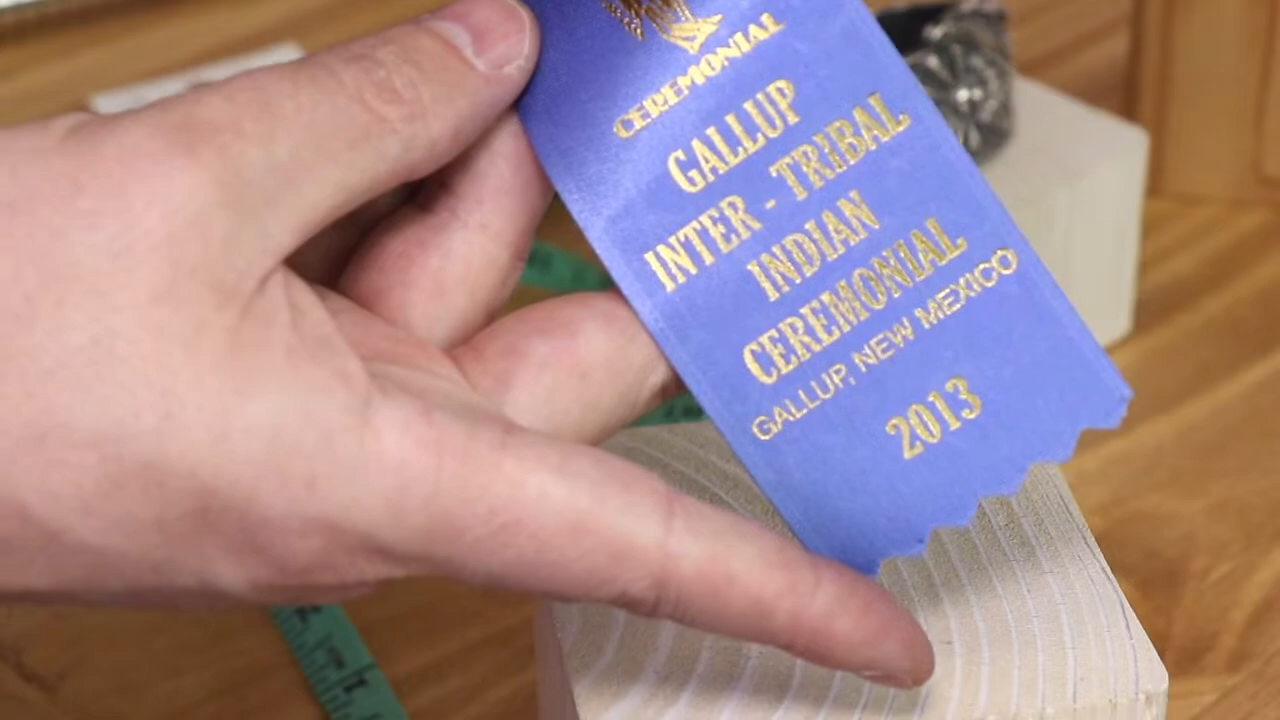 CEREMONIAL
GALLUP
INTER - TRIBAL
INDIAN
CEREMONIAL
GALLUP, NEW MEXICO
2013